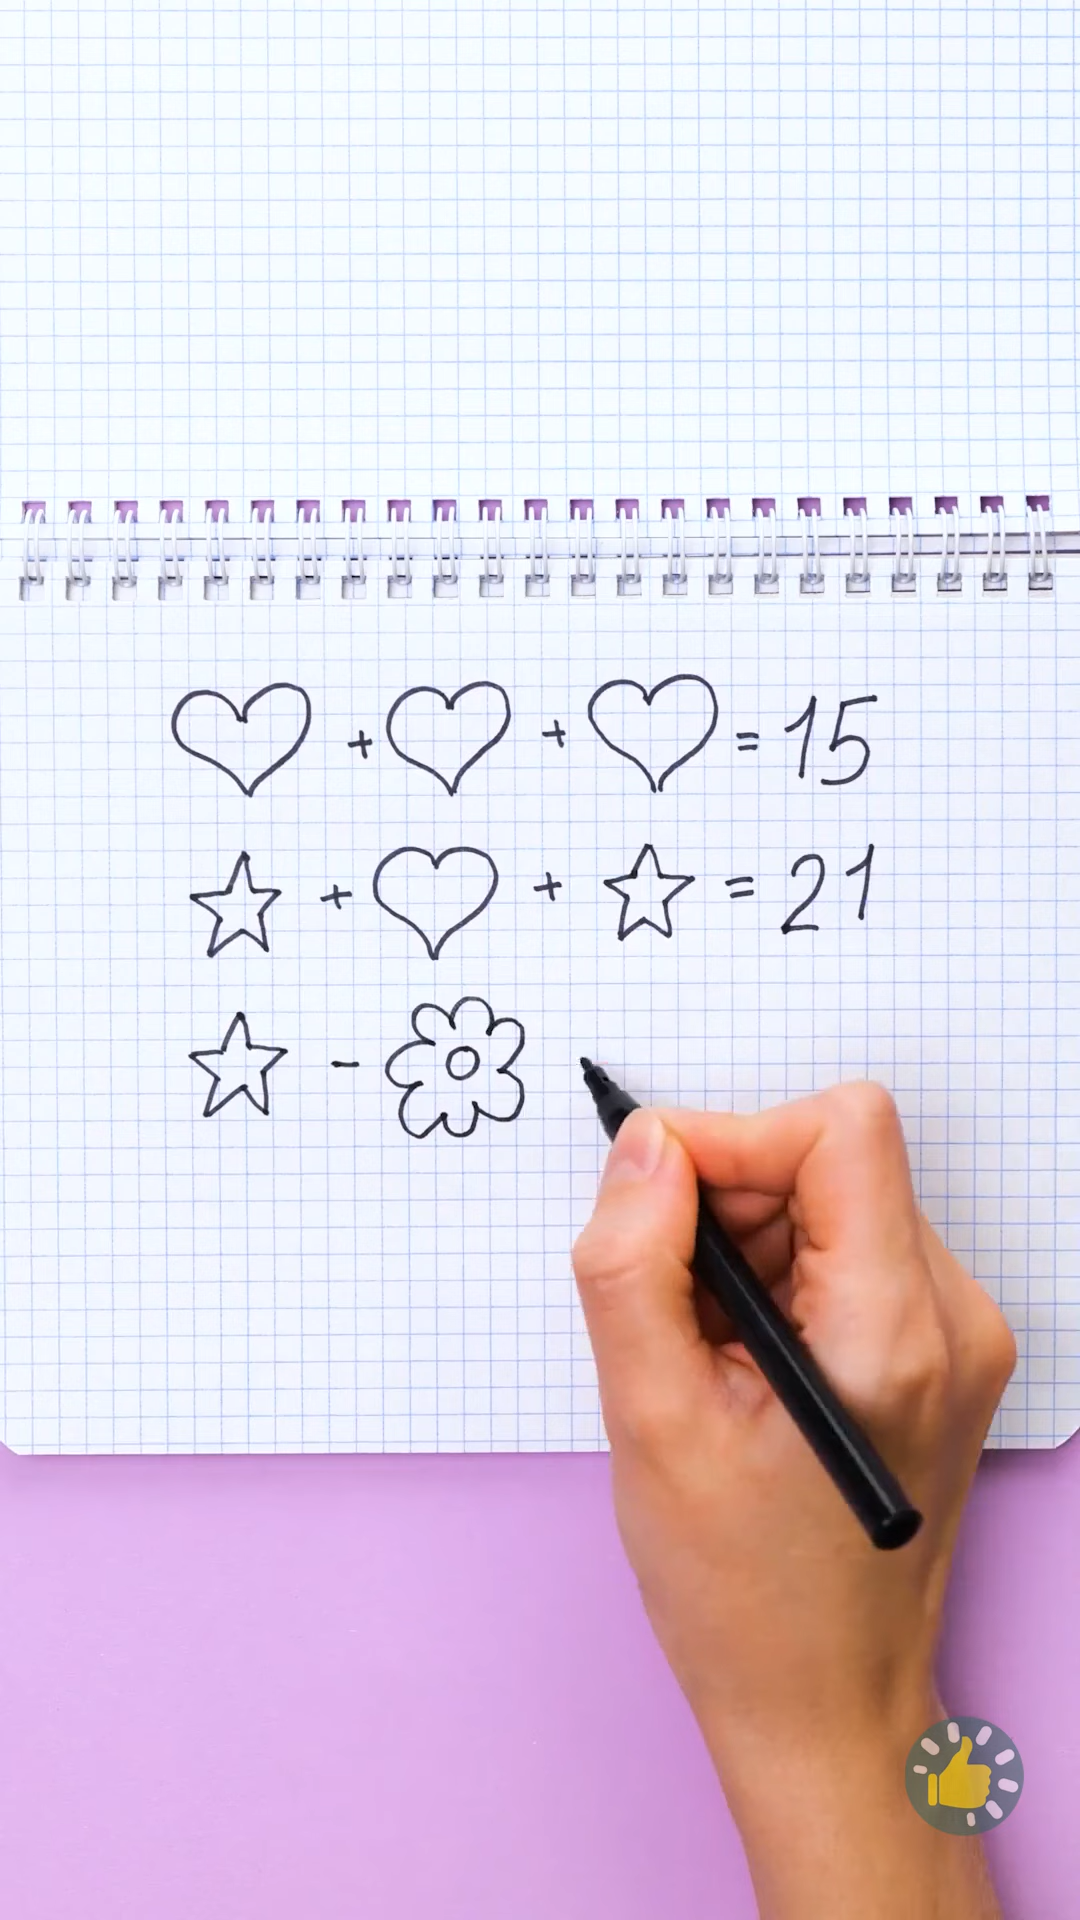 + + = 15
+ + = 21
-